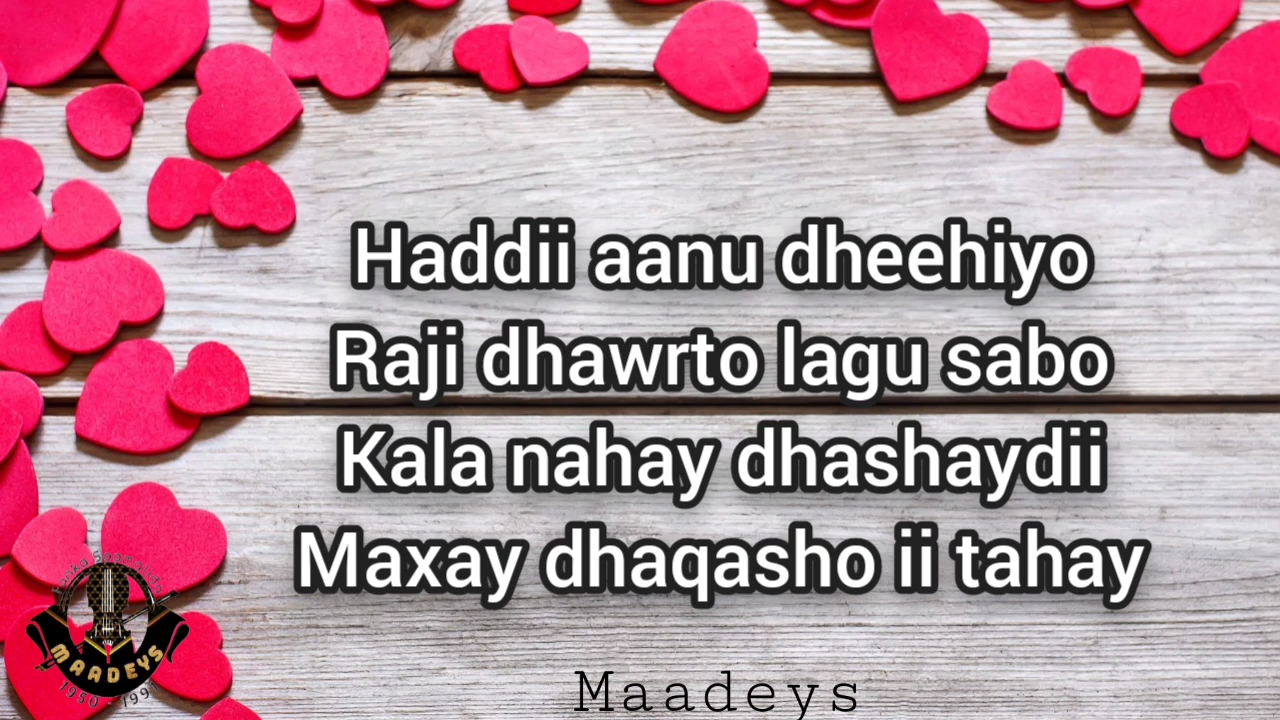 Haddii aanu dheehiyo
Raji dhawrto lagu sabo
Kala nahay dhashaydii
Maxay dhaqasho ii tahay
MAADEYS
Maadeys